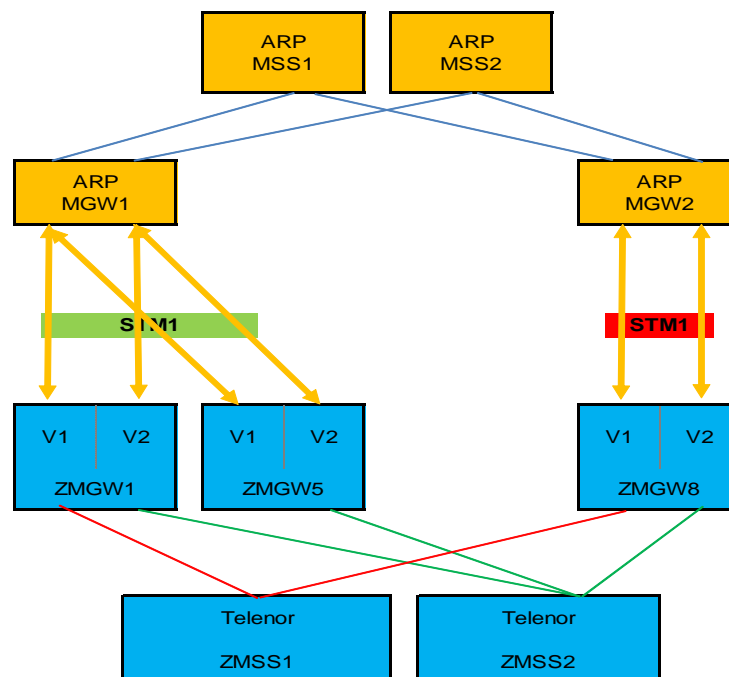 ARP
MSS1
ARP
MSS2
ARP
MGW1
ARP
MGW2
STM1
STM1
V1
V2
ZMGW1
V1
V2
ZMGW5
V1
V2
ZMGW8
Telenor
ZMSS1
Telenor
ZMSS2